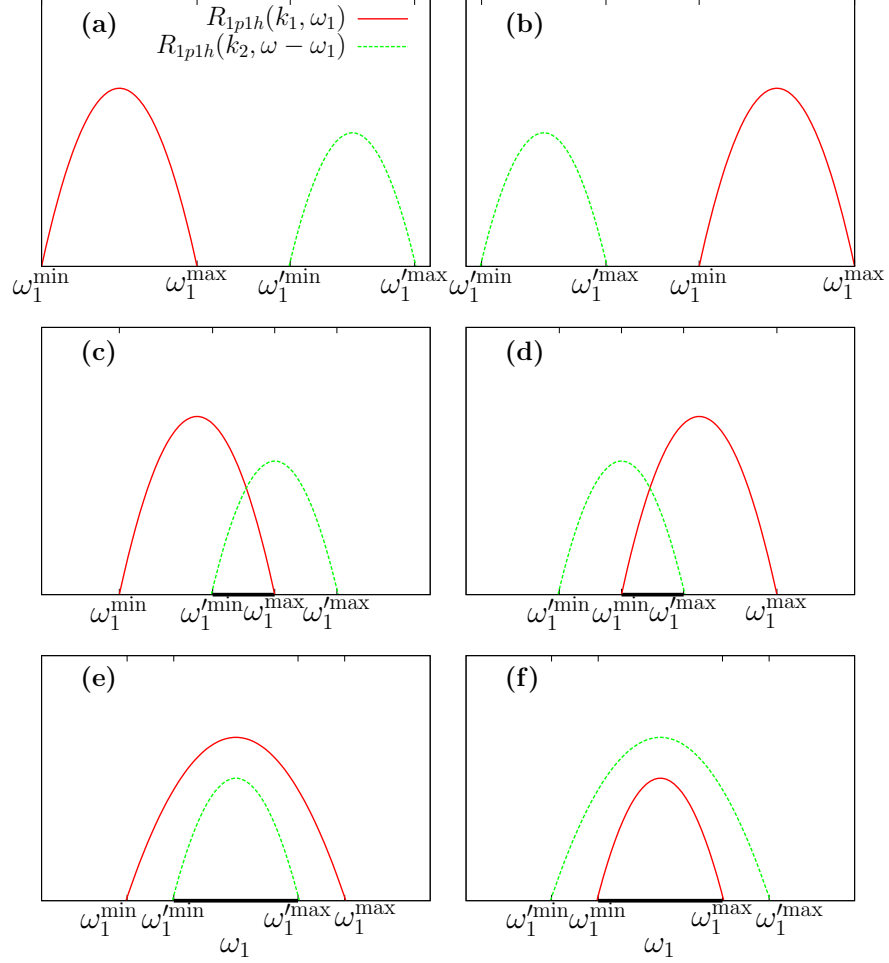 (a) R_{1p1h}(k_1, ω_1)
R_{1p1h}(k_2, ω − ω_1)
(b)
ω_1^{min} ω_1^{max} ω'_1^{min} ω'_1^{max}
ω'_1^{min} ω'_1^{max} ω_1^{min} ω_1^{max}
(c)
(d)
ω_1^{min} ω'_1^{min} ω_1^{max} ω'_1^{max}
ω'_1^{min} ω_1^{min} ω'_1^{max} ω_1^{max}
(e)
(f)
ω_1^{min} ω'_1^{min} ω'_1^{max} ω_1^{max}
ω'_1^{min} ω_1^{min} ω_1^{max} ω'_1^{max}
ω_1
ω_1